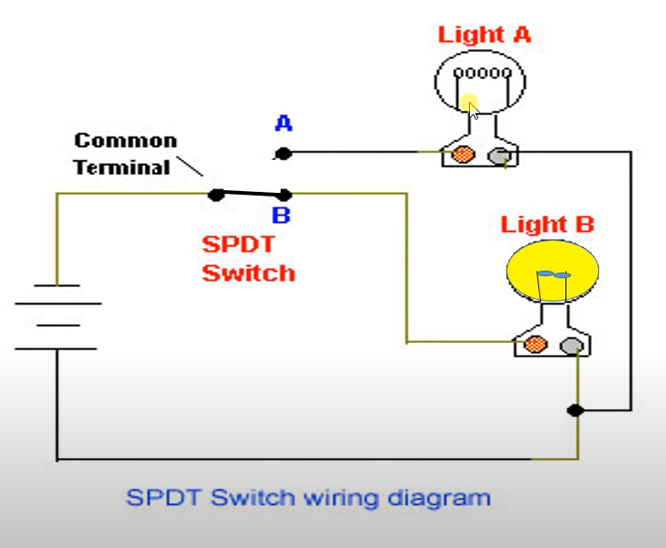 Light A
A
Common
Terminal
B
SPDT
Switch
Light B
SPDT Switch wiring diagram